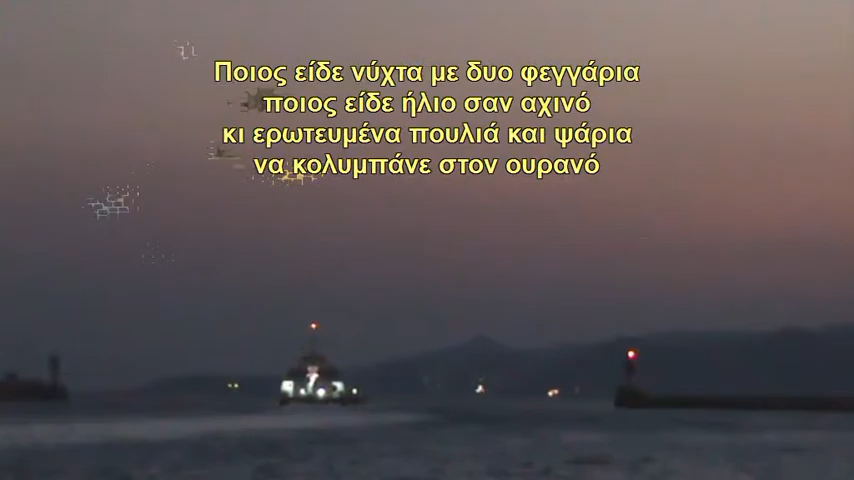 Ποιος είδε νύχτα με δυο φεγγάρια
ποιος είδε ήλιο σαν αχινό
κι ερωτευμένα πουλιά και ψάρια
να κολυμπάνε στον ουρανό